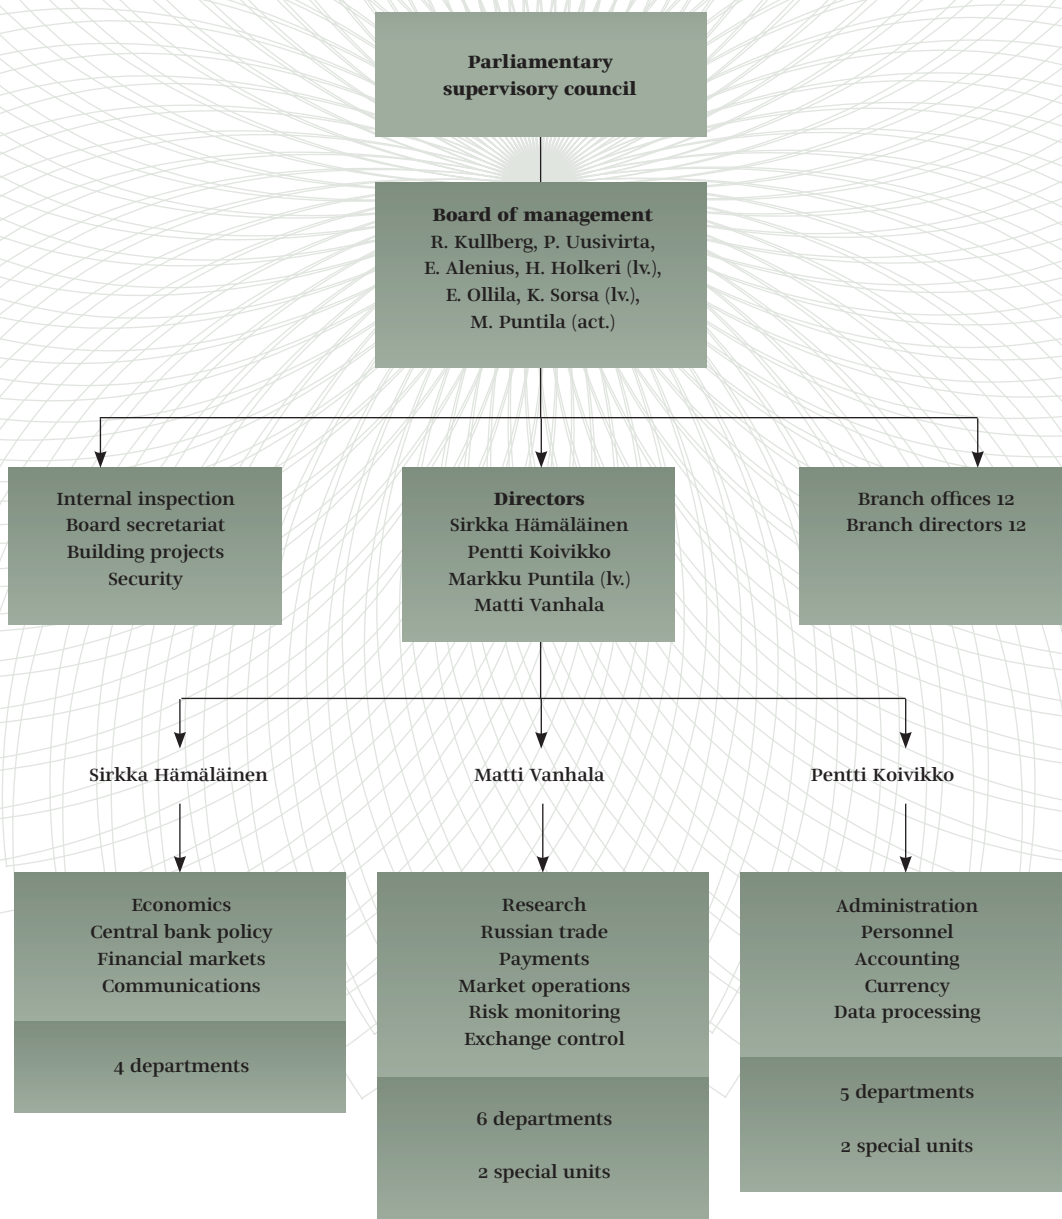 Parliamentary
supervisory council
Board of management
R. Kullberg, P. Uusivirta,
E. Alenius, H. Holkeri (lv.),
E. Ollila, K. Sorsa (lv.),
M. Puntila (act.)
Internal inspection
Board secretariat
Building projects
Security
Directors
Sirkka Hämäläinen
Pentti Koivikko
Markku Puntila (lv.)
Matti Vanhala
Branch offices 12
Branch directors 12
Sirkka Hämäläinen
Matti Vanhala
Pentti Koivikko
Economics
Central bank policy
Financial markets
Communications
4 departments
Research
Russian trade
Payments
Market operations
Risk monitoring
Exchange control
6 departments
2 special units
Administration
Personnel
Accounting
Currency
Data processing
5 departments
2 special units